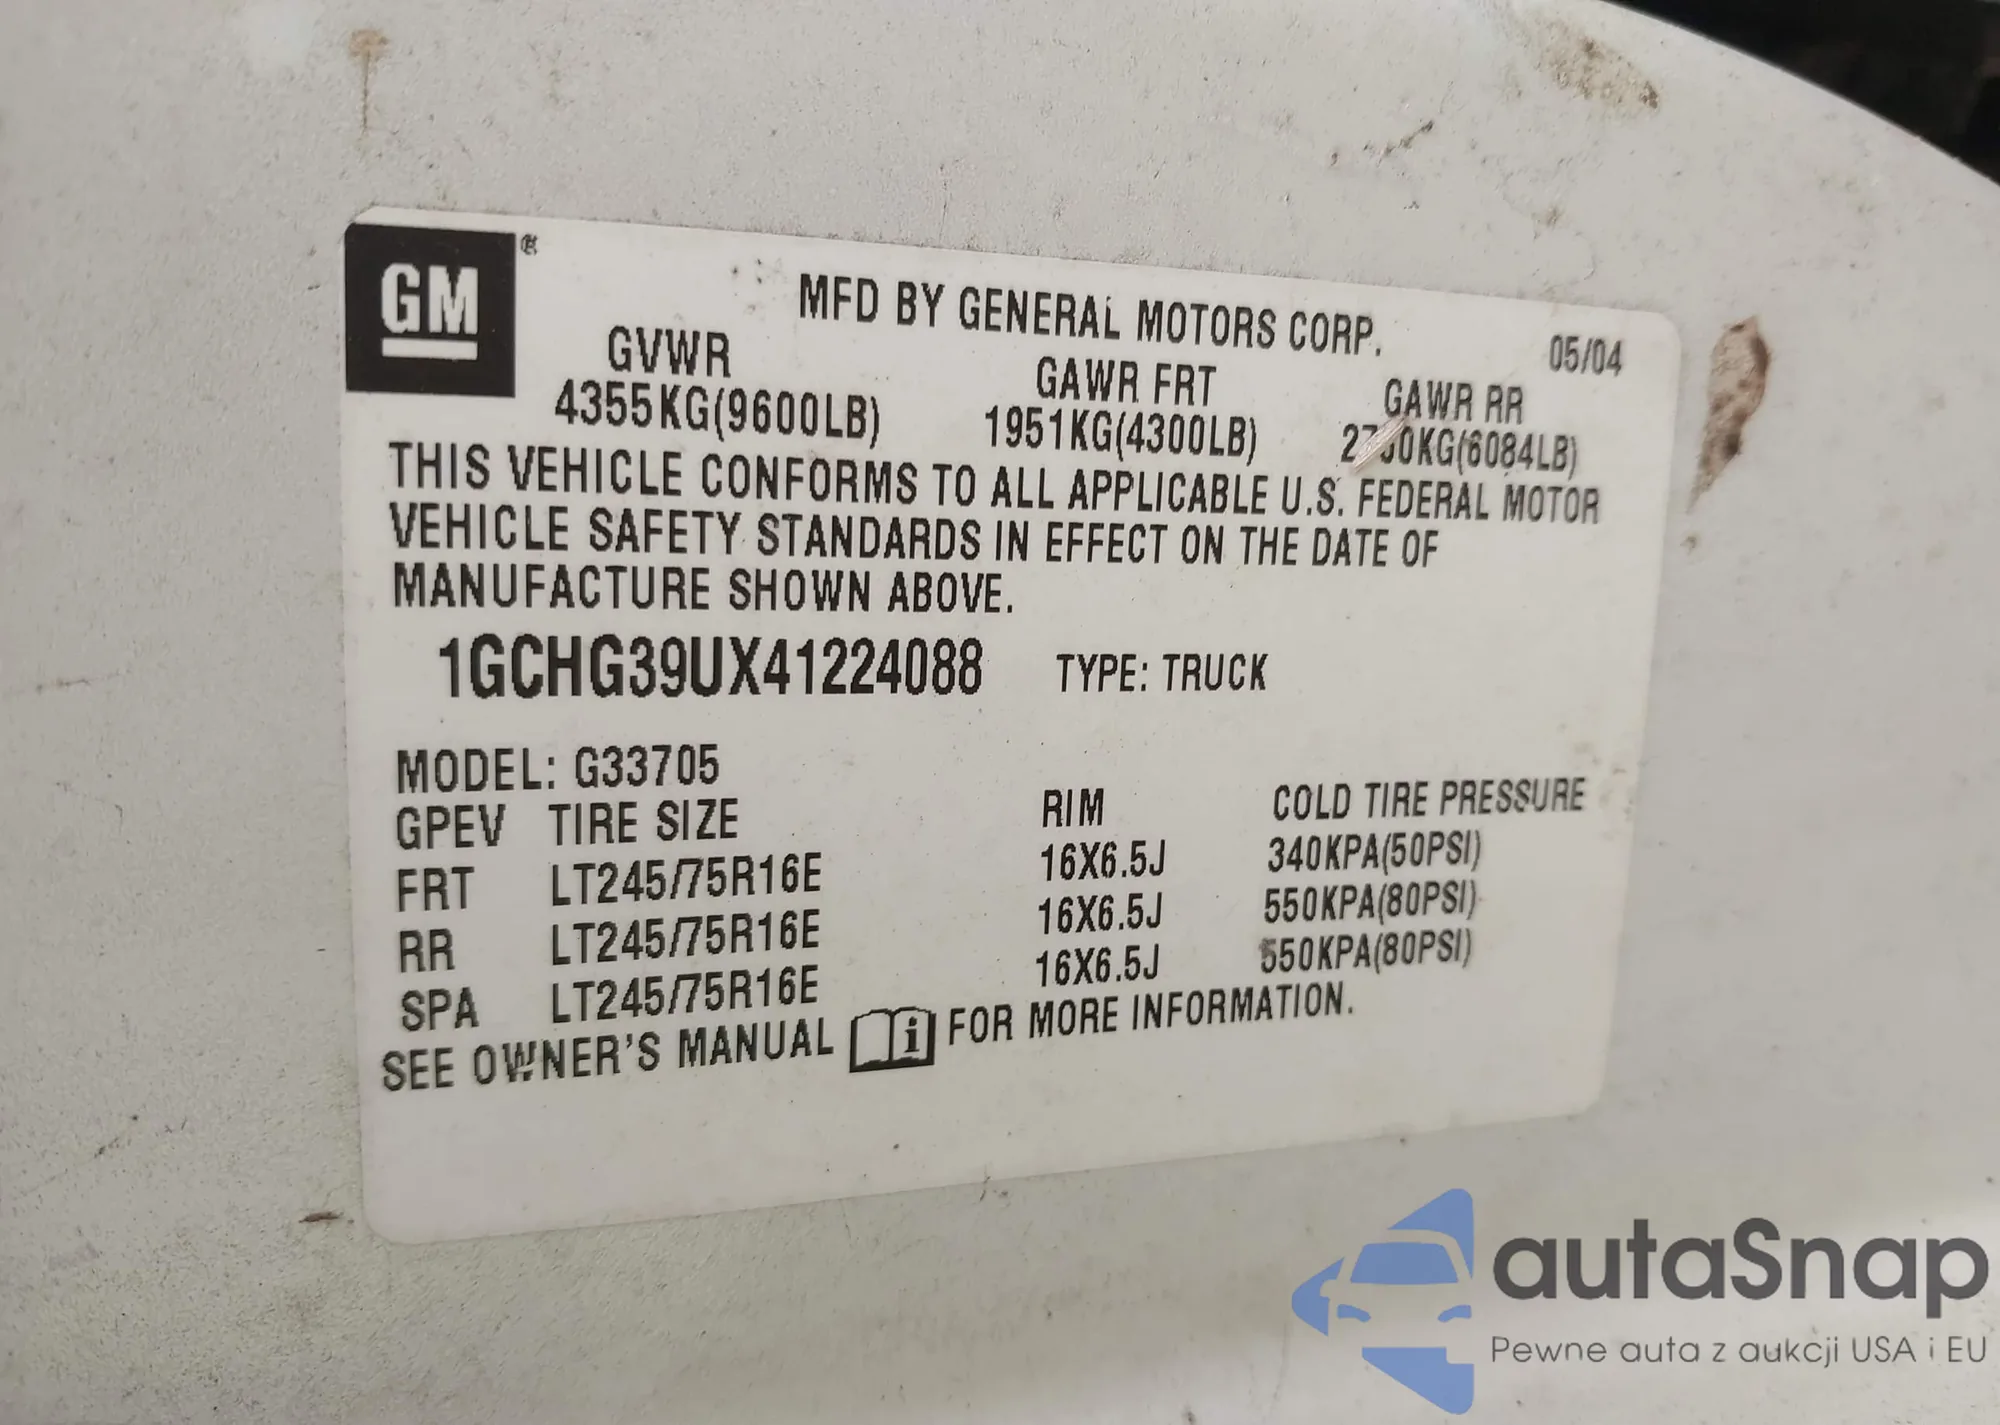 GM ®
MFD BY GENERAL MOTORS CORP. 05/04
GVWR GAWR FRT GAWR RR
4355KG(9600LB) 1951KG(4300LB) 2760KG(6084LB)
THIS VEHICLE CONFORMS TO ALL APPLICABLE U.S. FEDERAL MOTOR
VEHICLE SAFETY STANDARDS IN EFFECT ON THE DATE OF
MANUFACTURE SHOWN ABOVE.
1GCHG39UX41224088 TYPE: TRUCK
MODEL: G33705
GPEV TIRE SIZE RIM COLD TIRE PRESSURE
FRT LT245/75R16E 16X6.5J 340KPA(50PSI)
RR LT245/75R16E 16X6.5J 550KPA(80PSI)
SPA LT245/75R16E 16X6.5J 550KPA(80PSI)
SEE OWNER'S MANUAL i FOR MORE INFORMATION.
autaSnap
Pewne auta z aukcji USA i EU